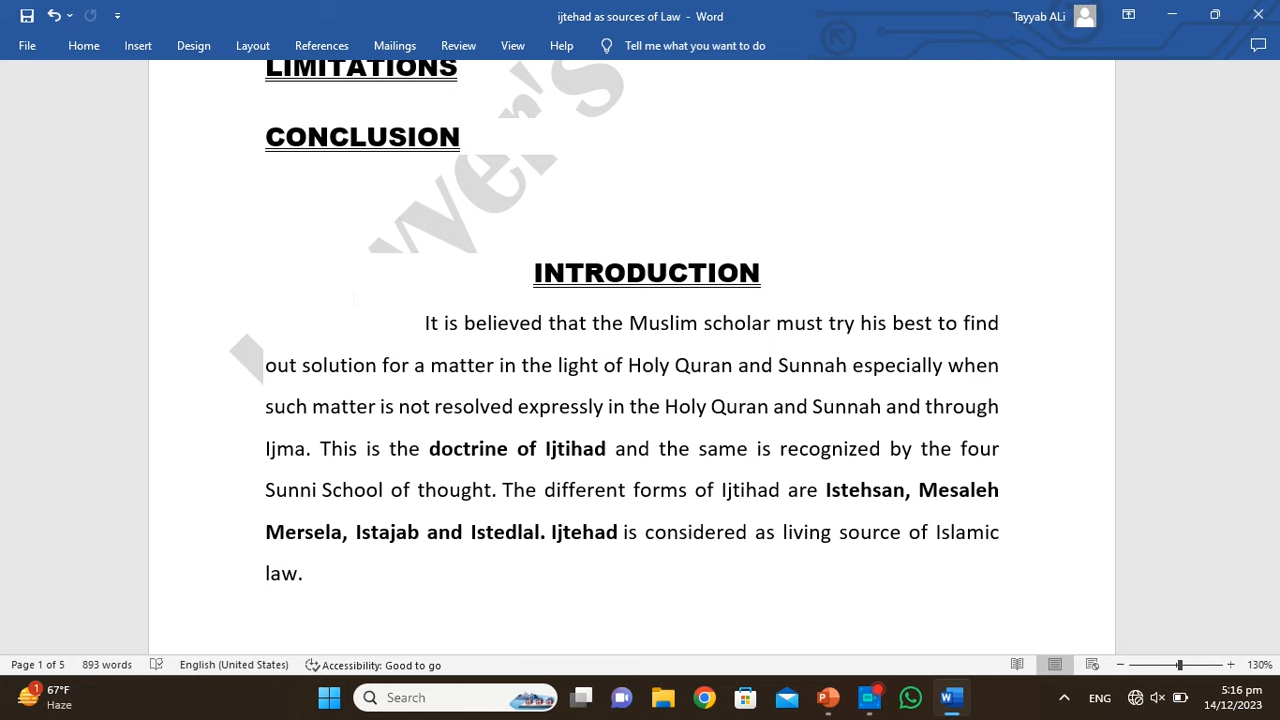 ijtehad as sources of Law - Word
Tayyab ALi
File Home Insert Design Layout References Mailings Review View Help Tell me what you want to do
LIMITATIONS
CONCLUSION
INTRODUCTION
It is believed that the Muslim scholar must try his best to find
out solution for a matter in the light of Holy Quran and Sunnah especially when
such matter is not resolved expressly in the Holy Quran and Sunnah and through
Ijma. This is the doctrine of Ijtihad and the same is recognized by the four
Sunni School of thought. The different forms of Ijtihad are Istehsan, Mesaleh
Mersela, Istajab and Istedlal. Ijtehad is considered as living source of Islamic
law.
Page 1 of 5 893 words English (United States) Accessibility: Good to go 130%
1 67°F
Haze
Search
ENG
5:16 PM
14/12/2023